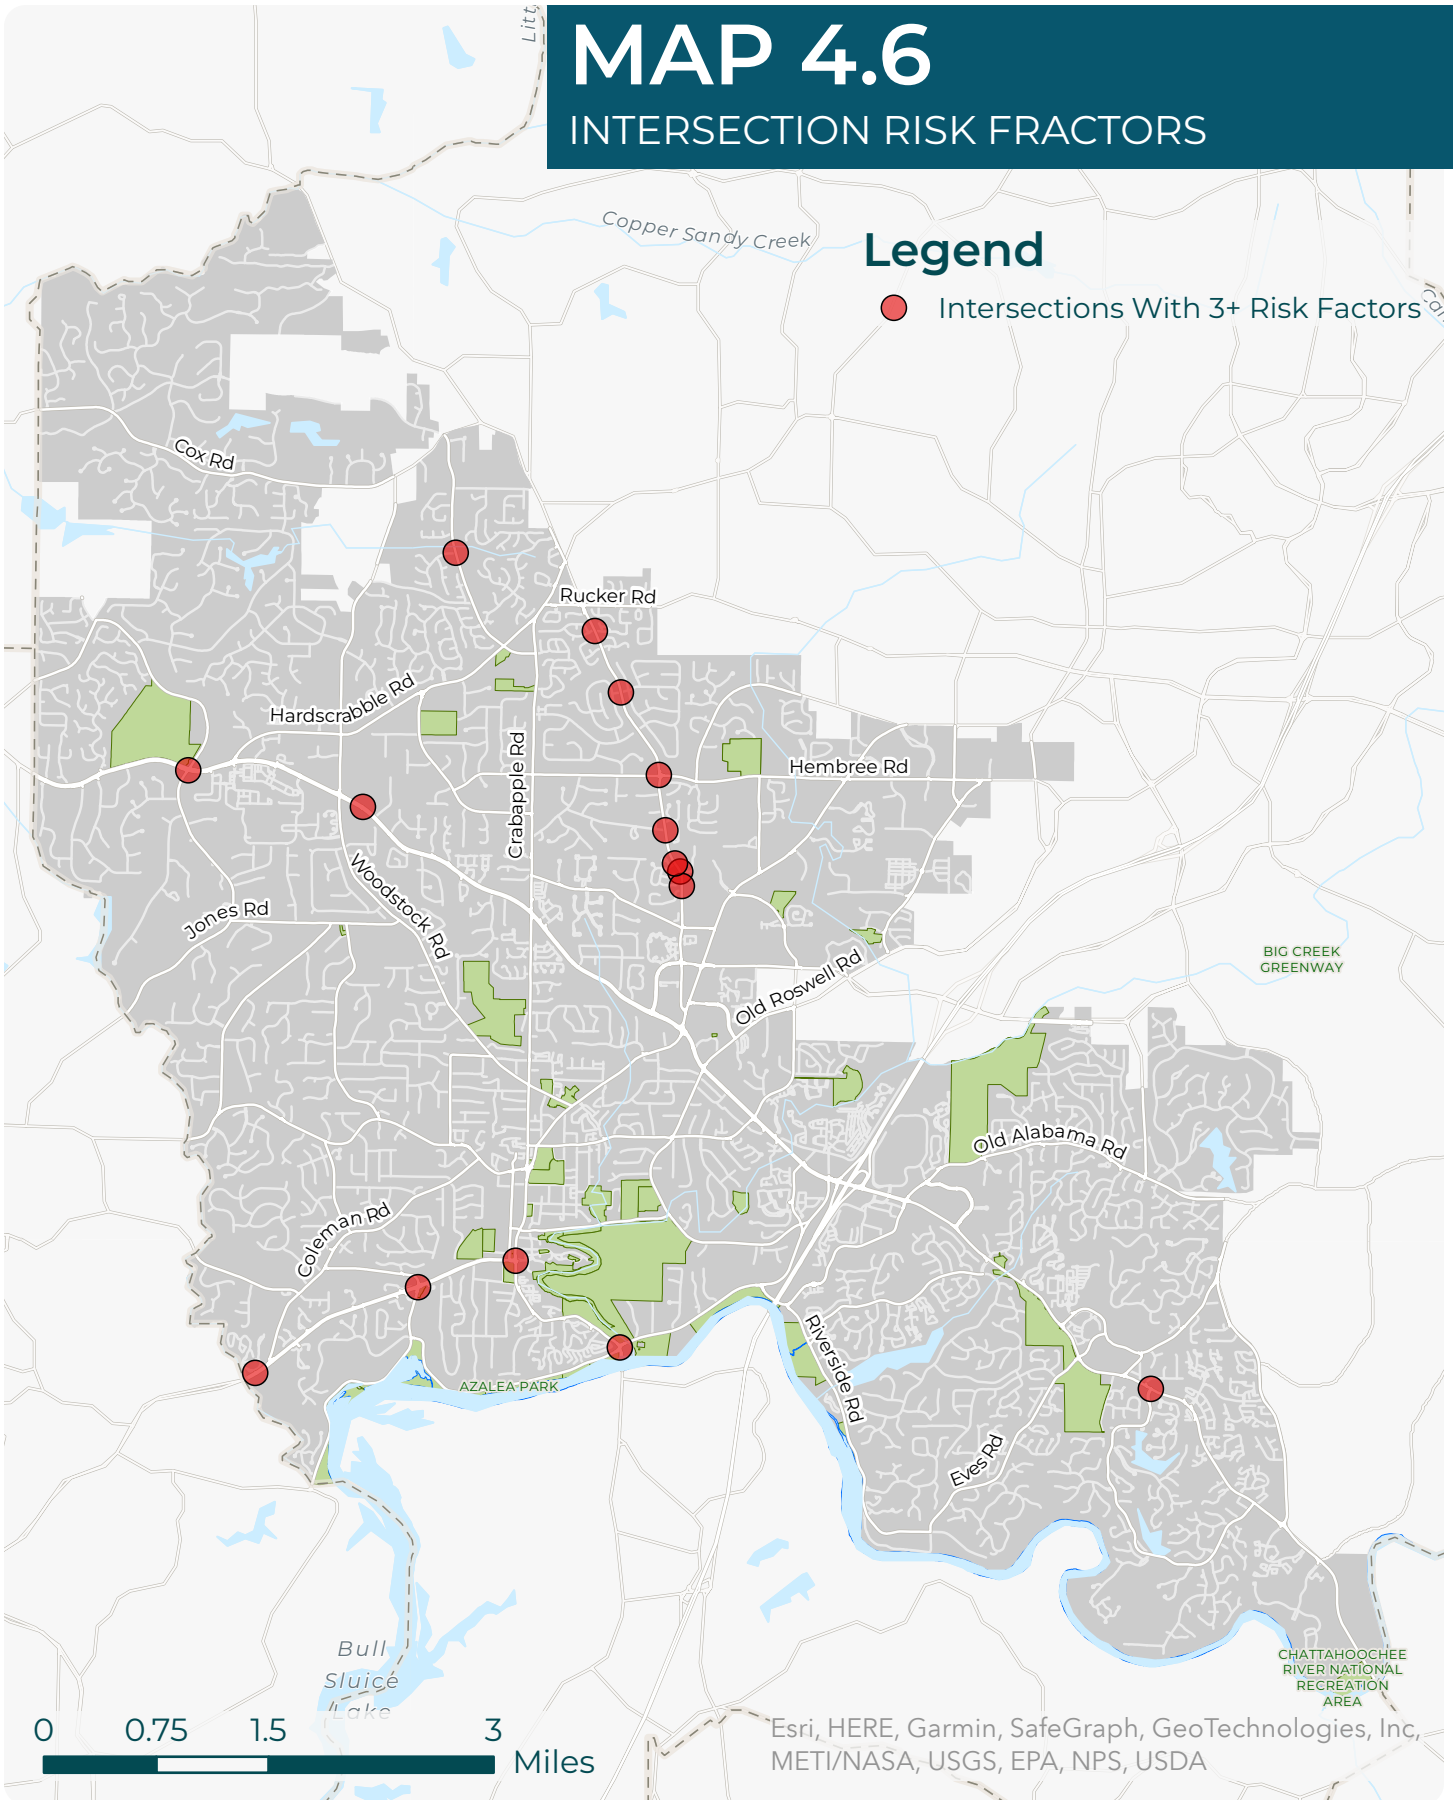 Litt
MAP 4.6
INTERSECTION RISK FRACTORS
Copper Sandy Creek
Legend
Intersections With 3+ Risk Factors
Can
Cox Rd
Rucker Rd
Hardscrabble Rd
Crabapple Rd
Hembree Rd
Woodstock Rd
Jones Rd
Old Roswell Rd
BIG CREEK
GREENWAY
Old Alabama Rd
Coleman Rd
Riverside Rd
AZALEA PARK
Eves Rd
Bull
Sluice
Lake
CHATTAHOOCHEE
RIVER NATIONAL
RECREATION
AREA
0 0.75 1.5 3
Miles
Esri, HERE, Garmin, SafeGraph, GeoTechnologies, Inc,
METI/NASA, USGS, EPA, NPS, USDA